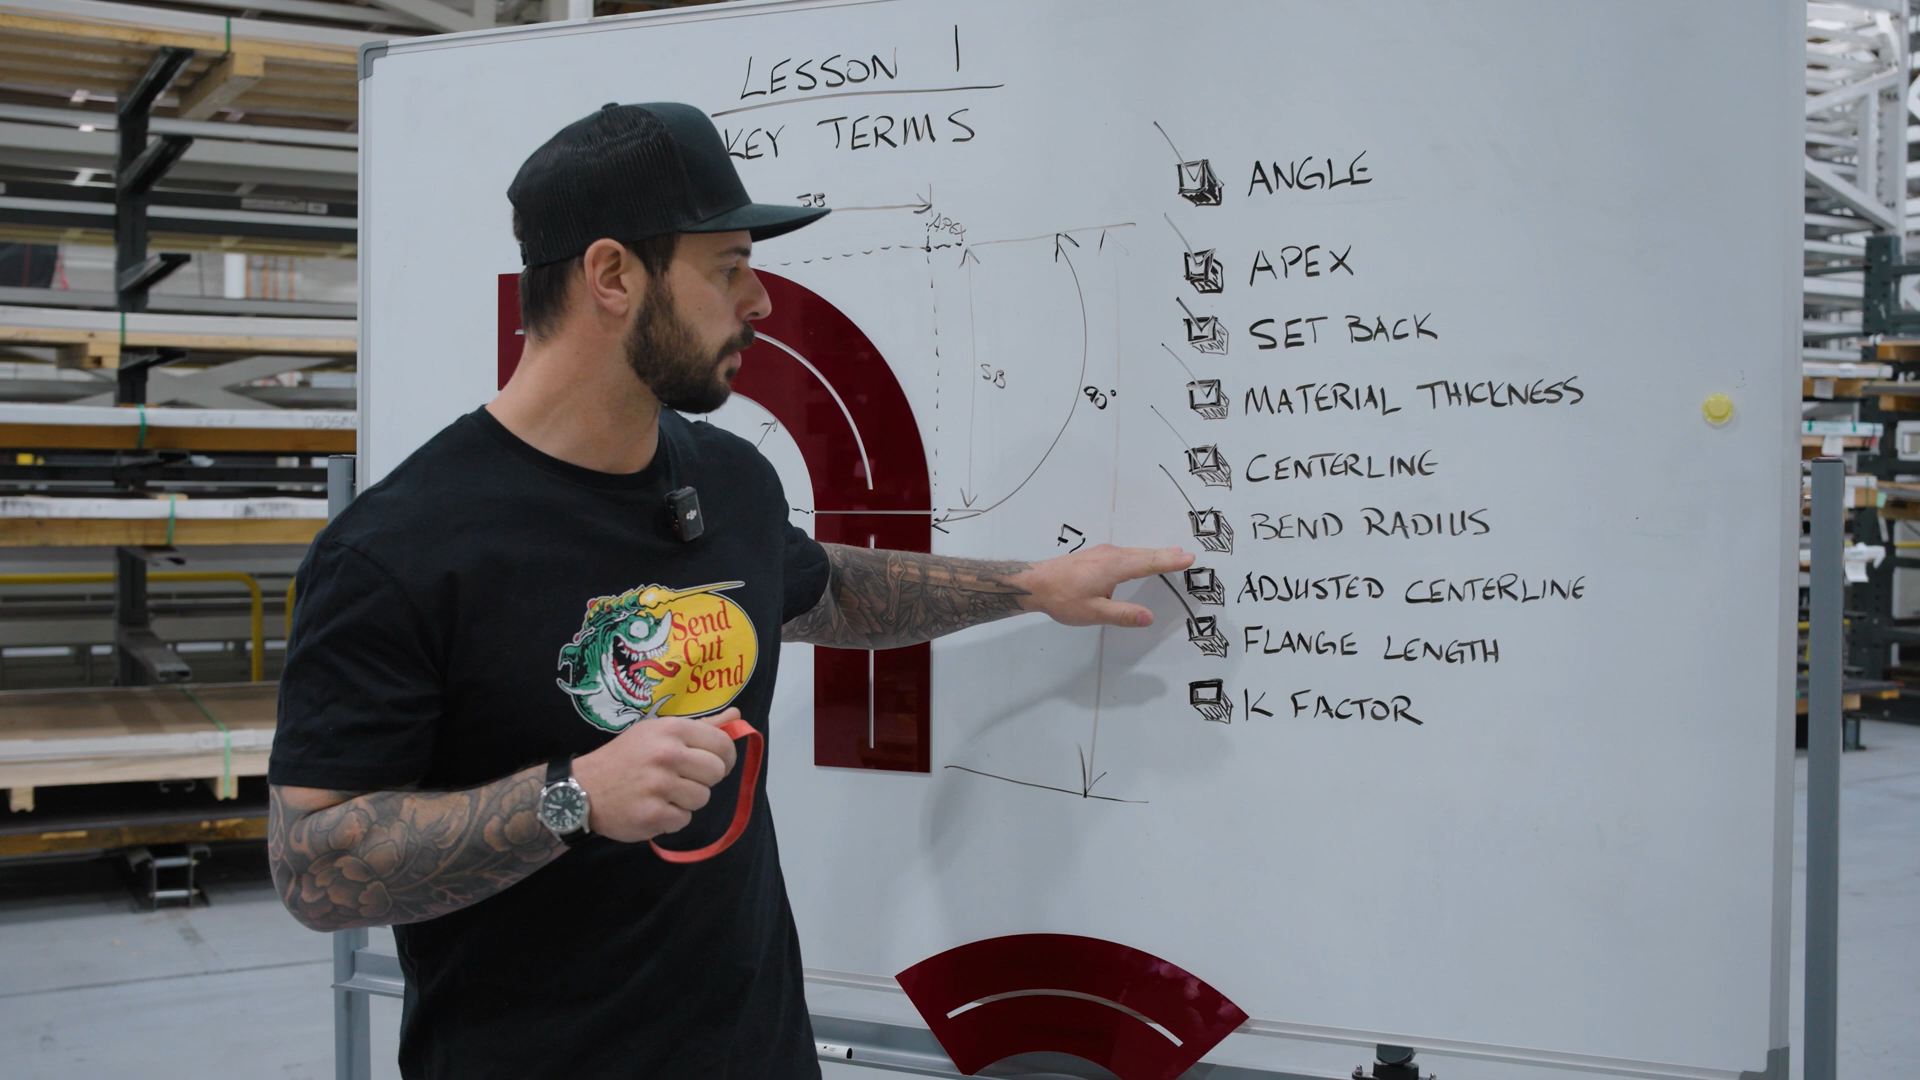 LESSON 1
KEY TERMS
SB
APEX
SB
90°
ANGLE
APEX
SET BACK
MATERIAL THICKNESS
CENTERLINE
BEND RADIUS
ADJUSTED CENTERLINE
FLANGE LENGTH
K FACTOR
Send
Cut
Send
dji